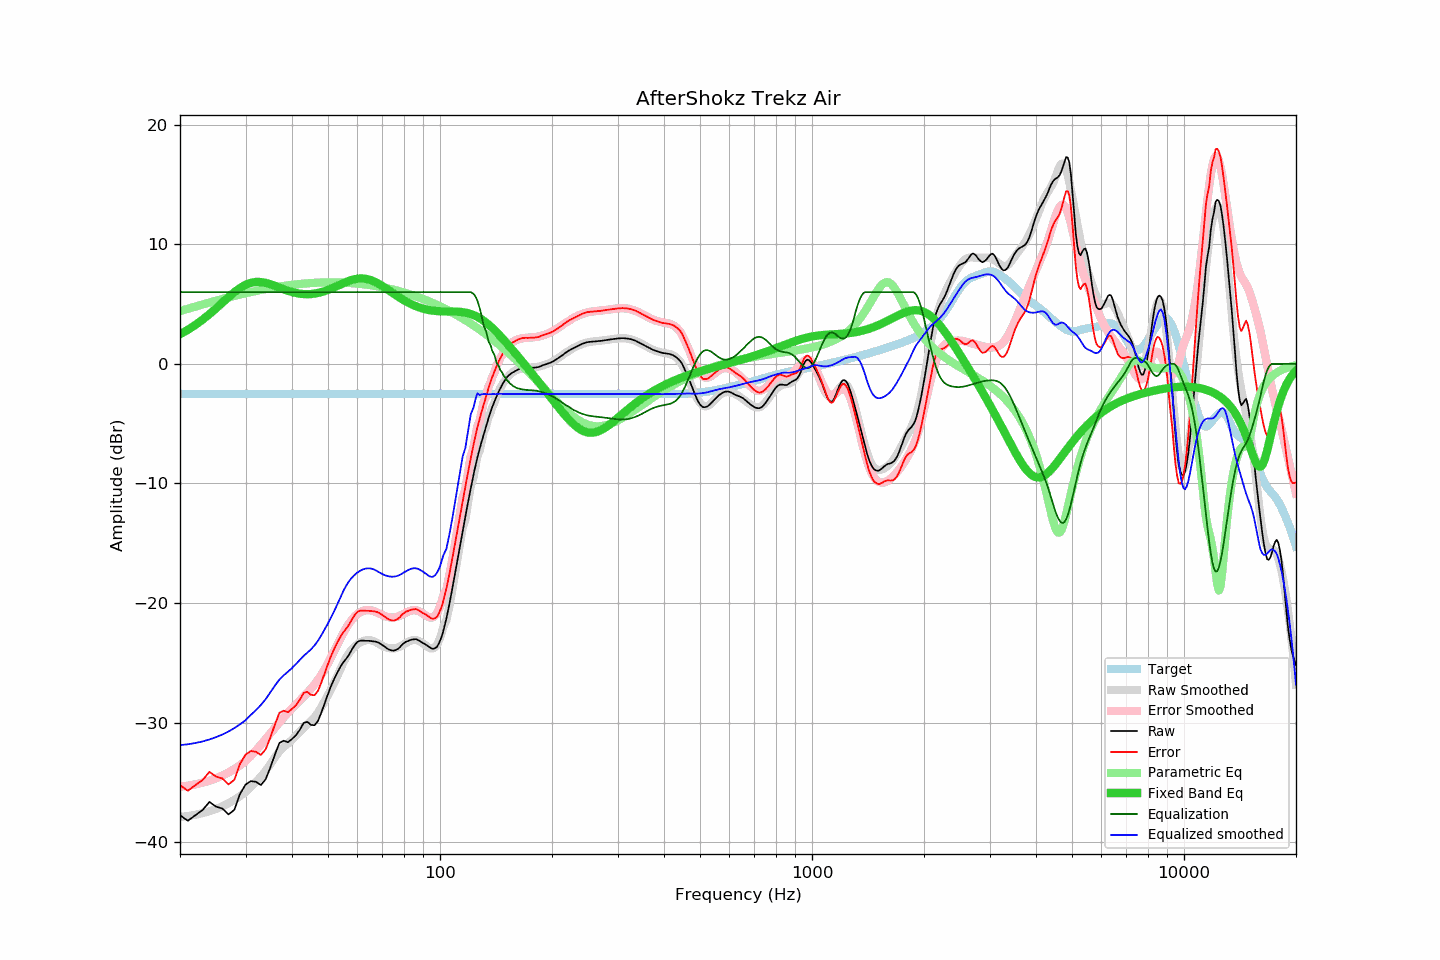 AfterShokz Trekz Air
Amplitude (dBr)
20
10
0
−10
−20
−30
−40
100
1000
10000
Frequency (Hz)
Target
Raw Smoothed
Error Smoothed
Raw
Error
Parametric Eq
Fixed Band Eq
Equalization
Equalized smoothed